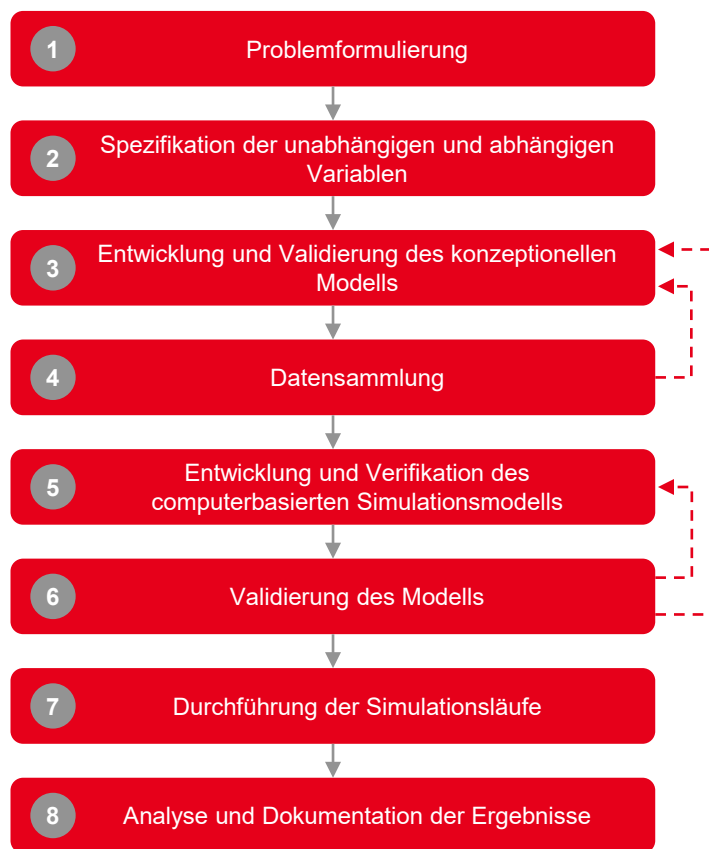 1 Problemformulierung
2 Spezifikation der unabhängigen und abhängigen
Variablen
3 Entwicklung und Validierung des konzeptionellen
Modells
4 Datensammlung
5 Entwicklung und Verifikation des
computerbasierten Simulationsmodells
6 Validierung des Modells
7 Durchführung der Simulationsläufe
8 Analyse und Dokumentation der Ergebnisse